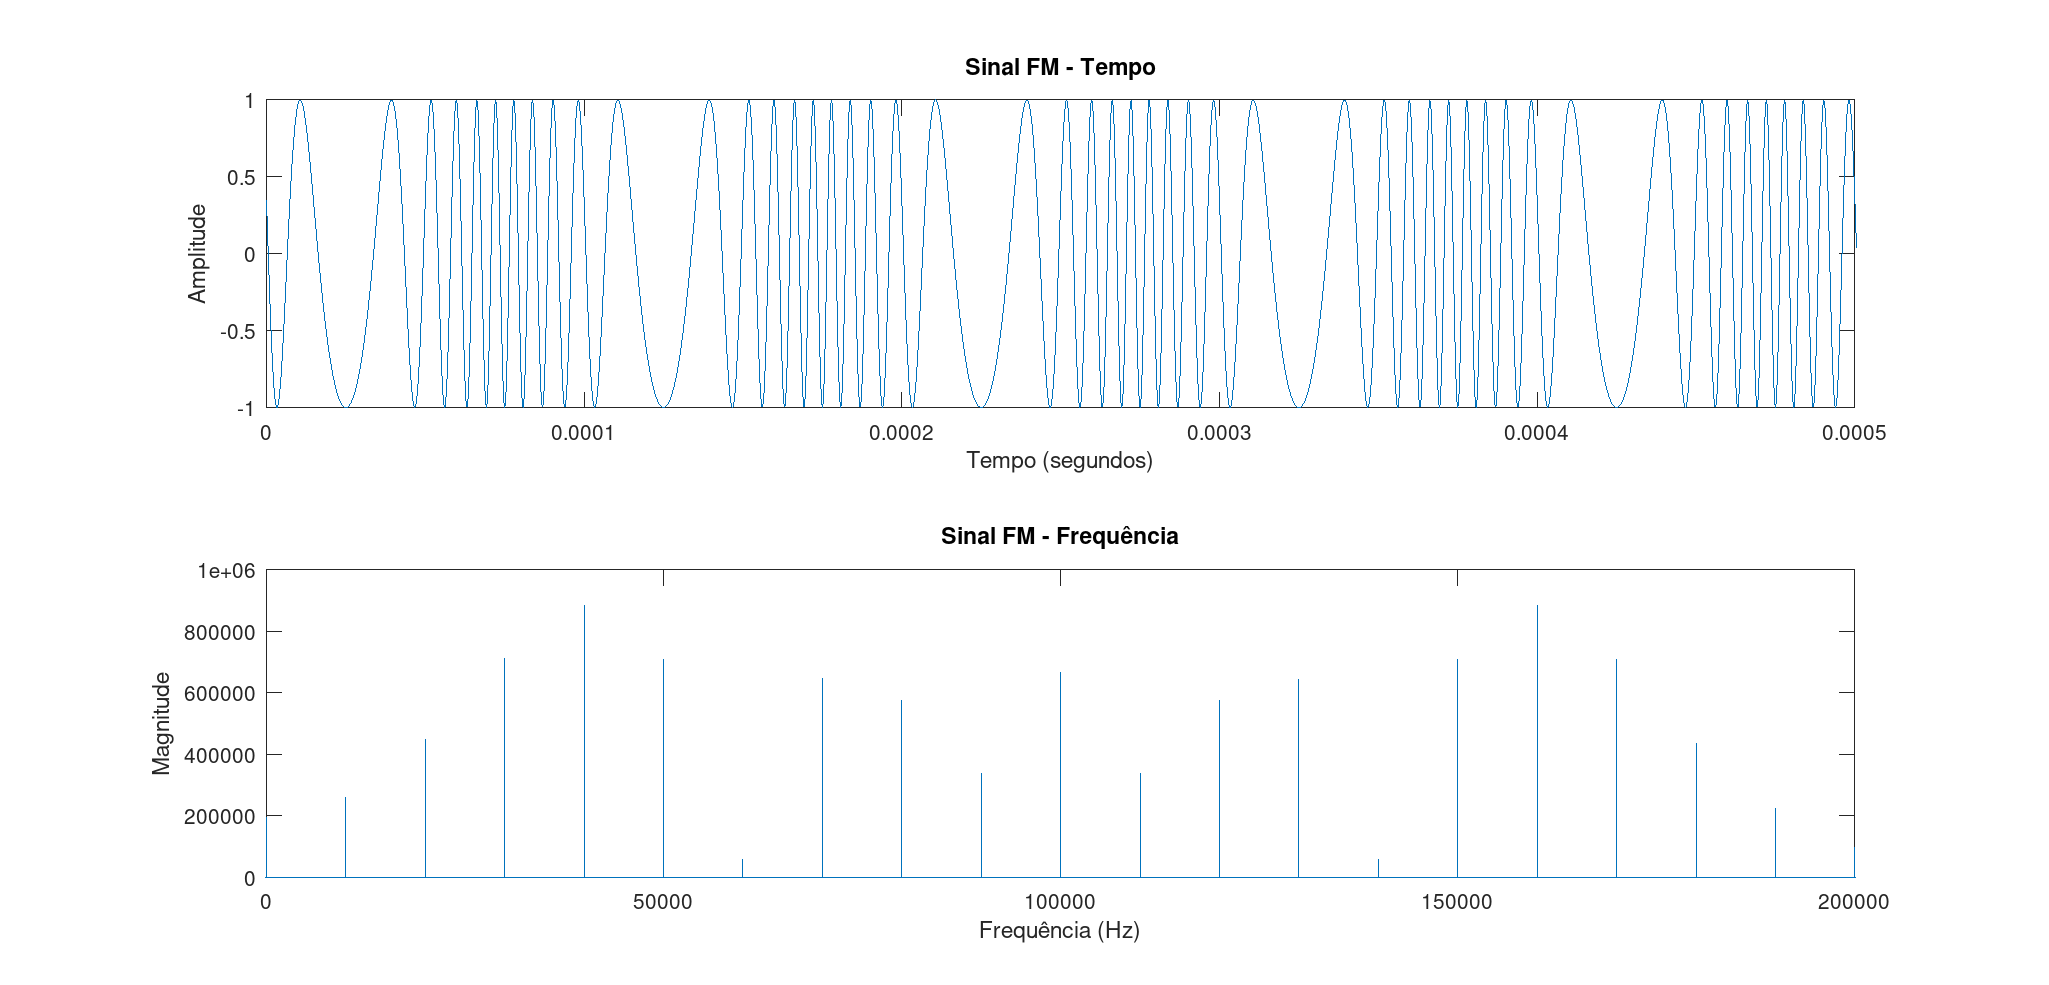 Sinal FM - Tempo
1
0.5
0
-0.5
-1
Amplitude
0 0.0001 0.0002 0.0003 0.0004 0.0005
Tempo (segundos)
Sinal FM - Frequência
1e+06
800000
600000
400000
200000
0
Magnitude
0 50000 100000 150000 200000
Frequência (Hz)